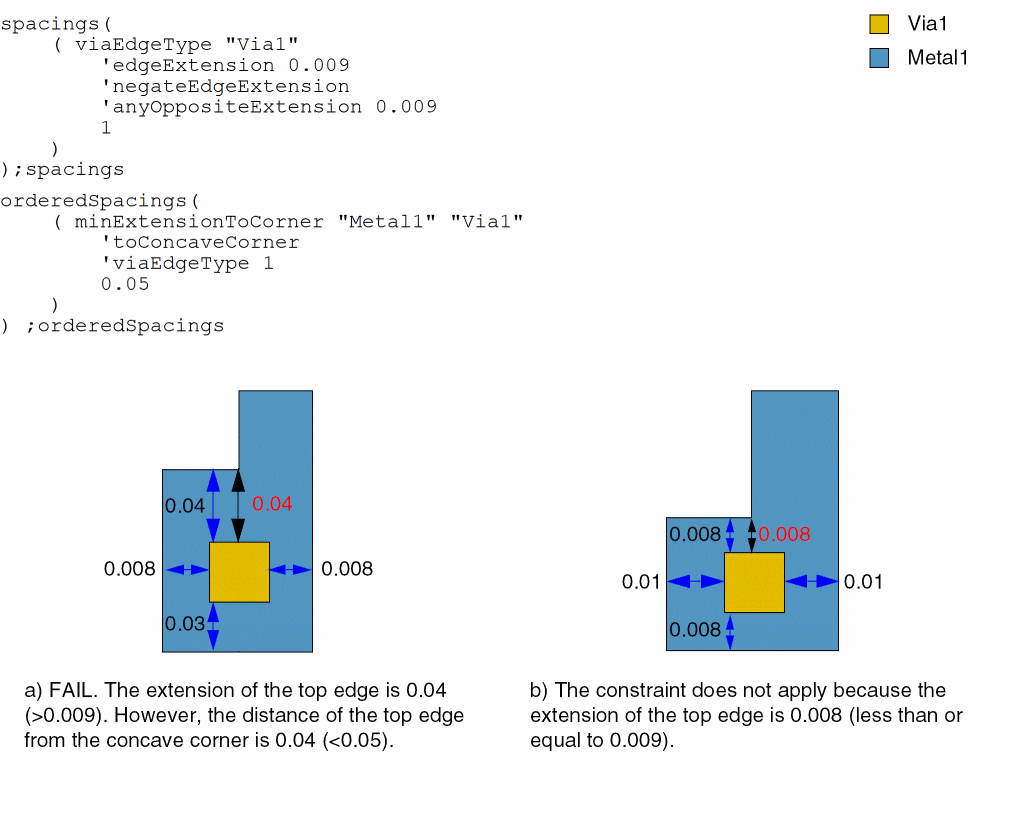 spacings(
( viaEdgeType "Via1"
'edgeExtension 0.009
'negateEdgeExtension
'anyOppositeExtension 0.009
1
)
);spacings
orderedSpacings(
( minExtensionToCorner "Metal1" "Via1"
'toConcaveCorner
'viaEdgeType 1
0.05
)
) ;orderedSpacings
Via1
Metal1
0.04
0.04
0.008
0.008
0.03
0.008
0.008
0.01
0.01
0.008
a) FAIL. The extension of the top edge is 0.04
(>0.009). However, the distance of the top edge
from the concave corner is 0.04 (<0.05).
b) The constraint does not apply because the
extension of the top edge is 0.008 (less than or
equal to 0.009).